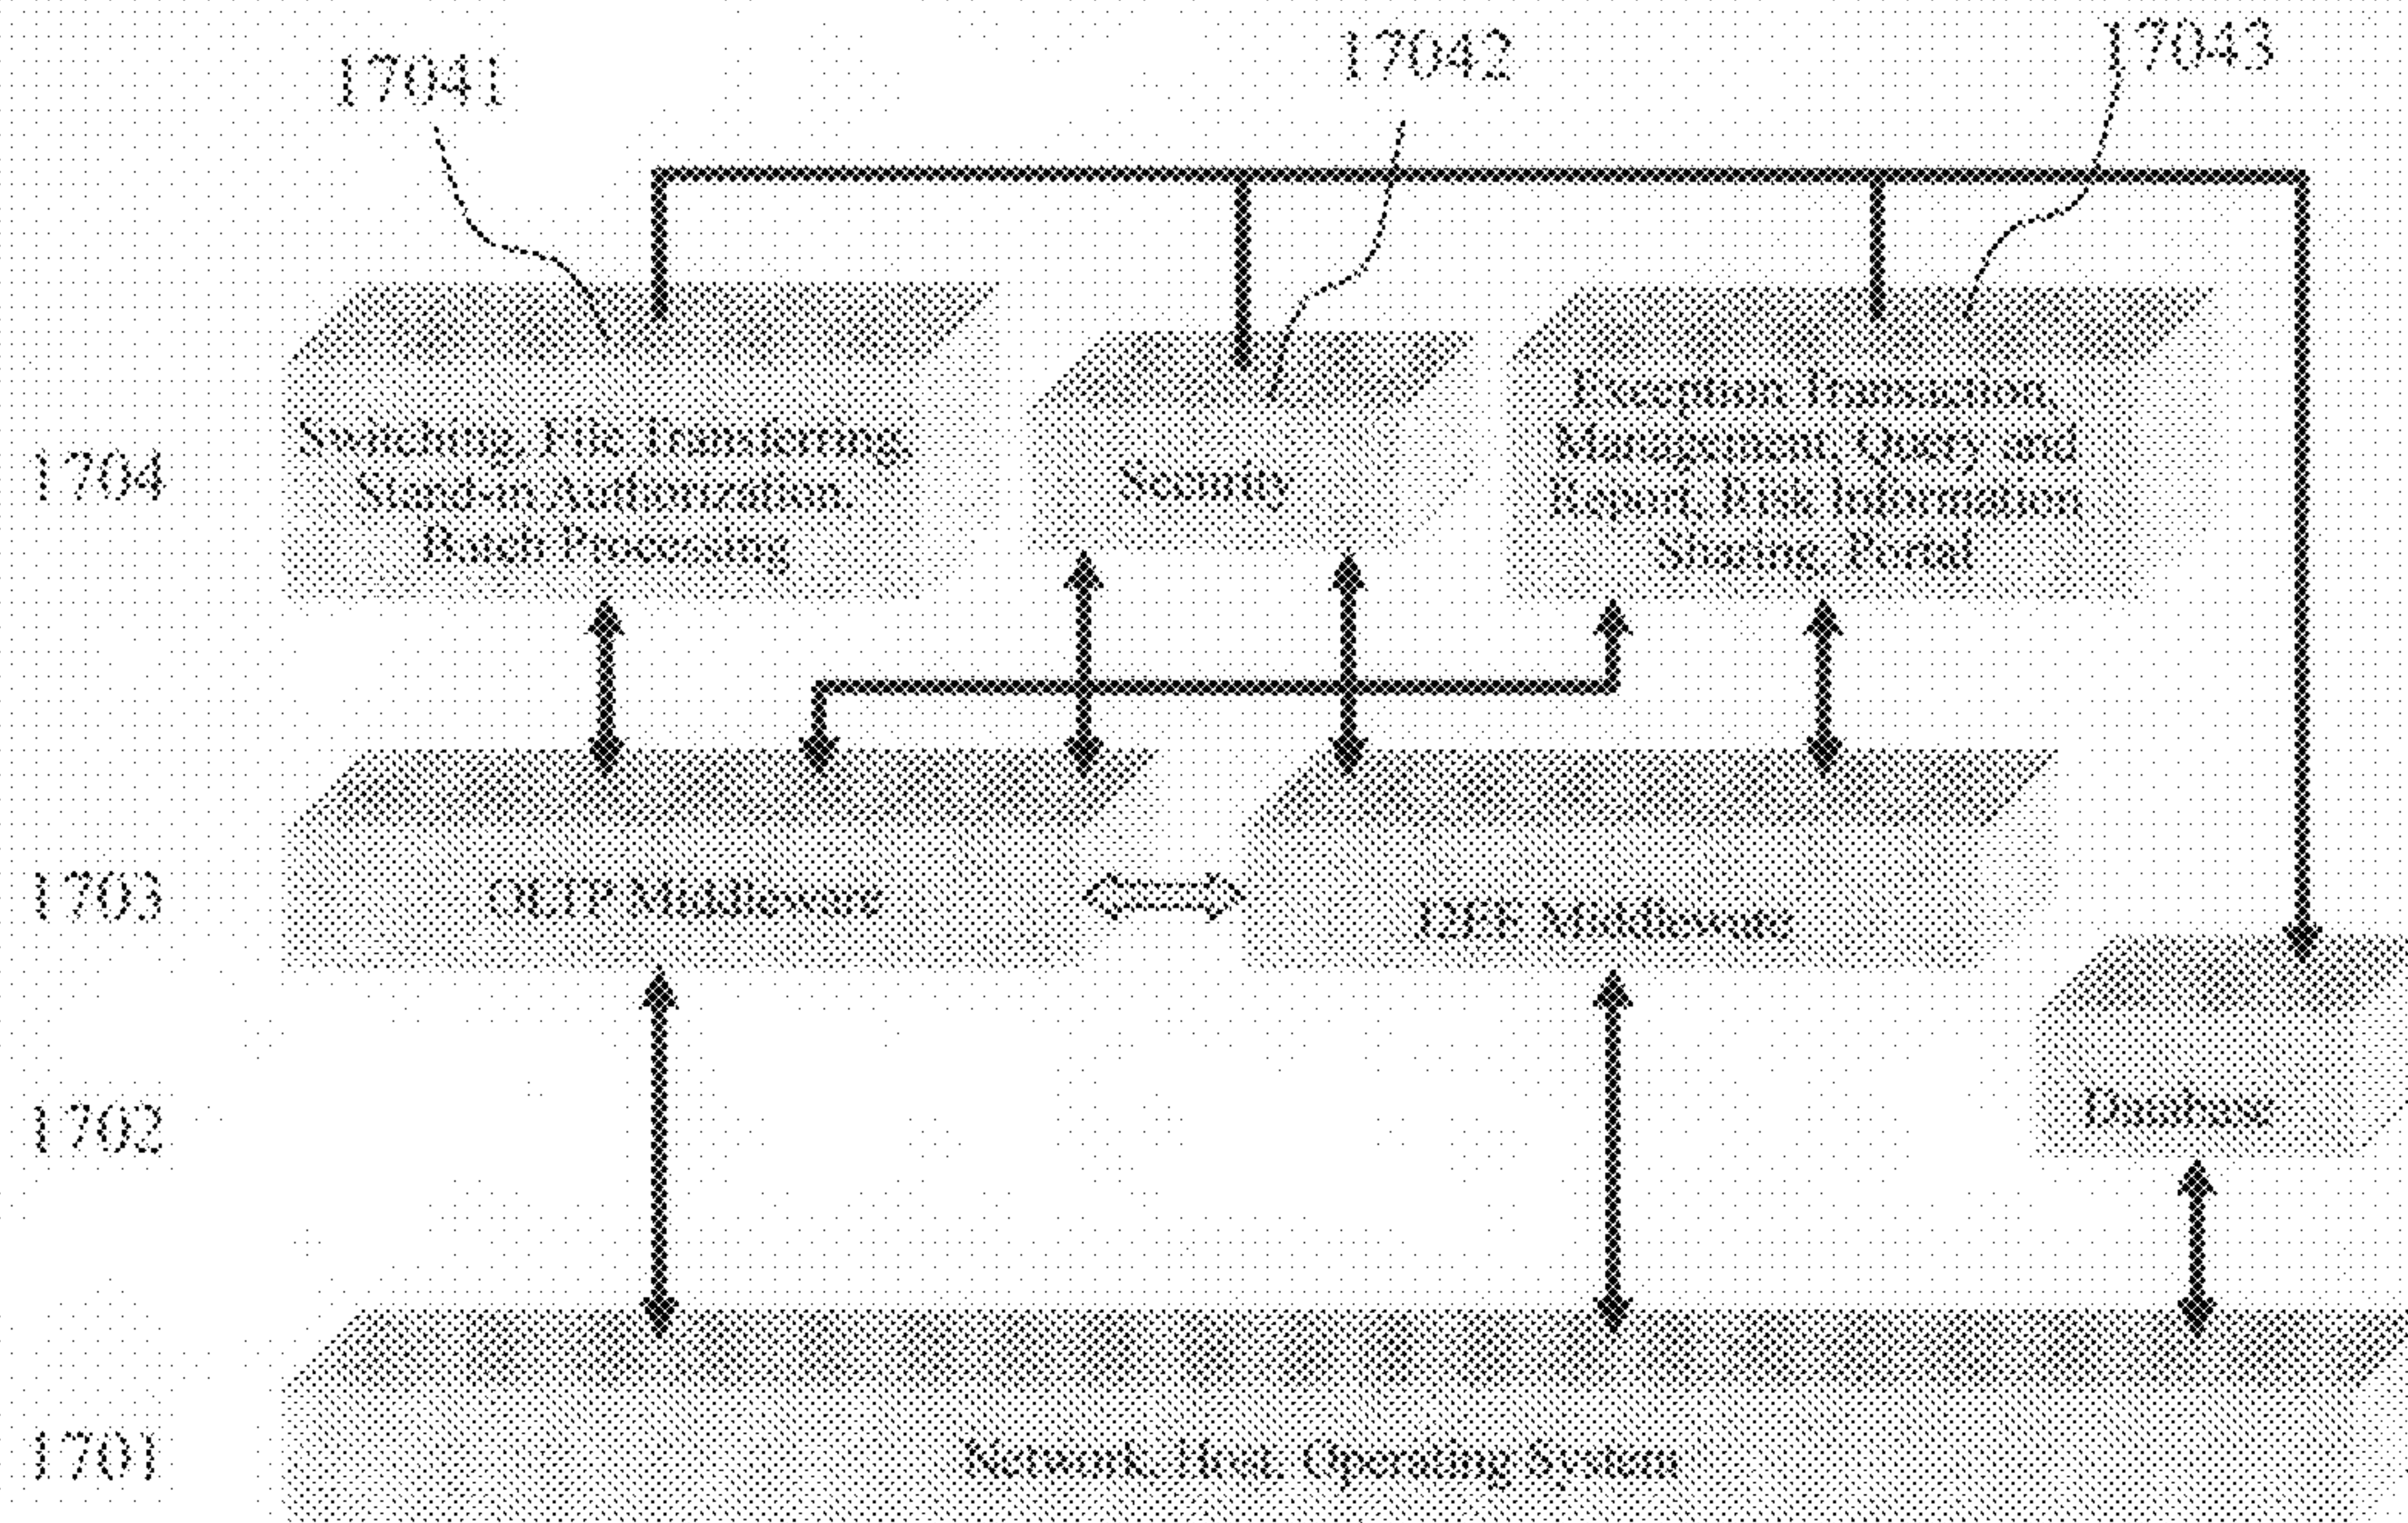 17041
17042
17043
1704
Switching, File Transferring,
Stand-in Authorization,
Batch Processing
Security
Exception Transaction,
Management, Query and
Report, Risk Information
Sharing, Portal
1703
OLTP Middleware
J2EE Middleware
1702
Database
1701
Network, Host, Operating System